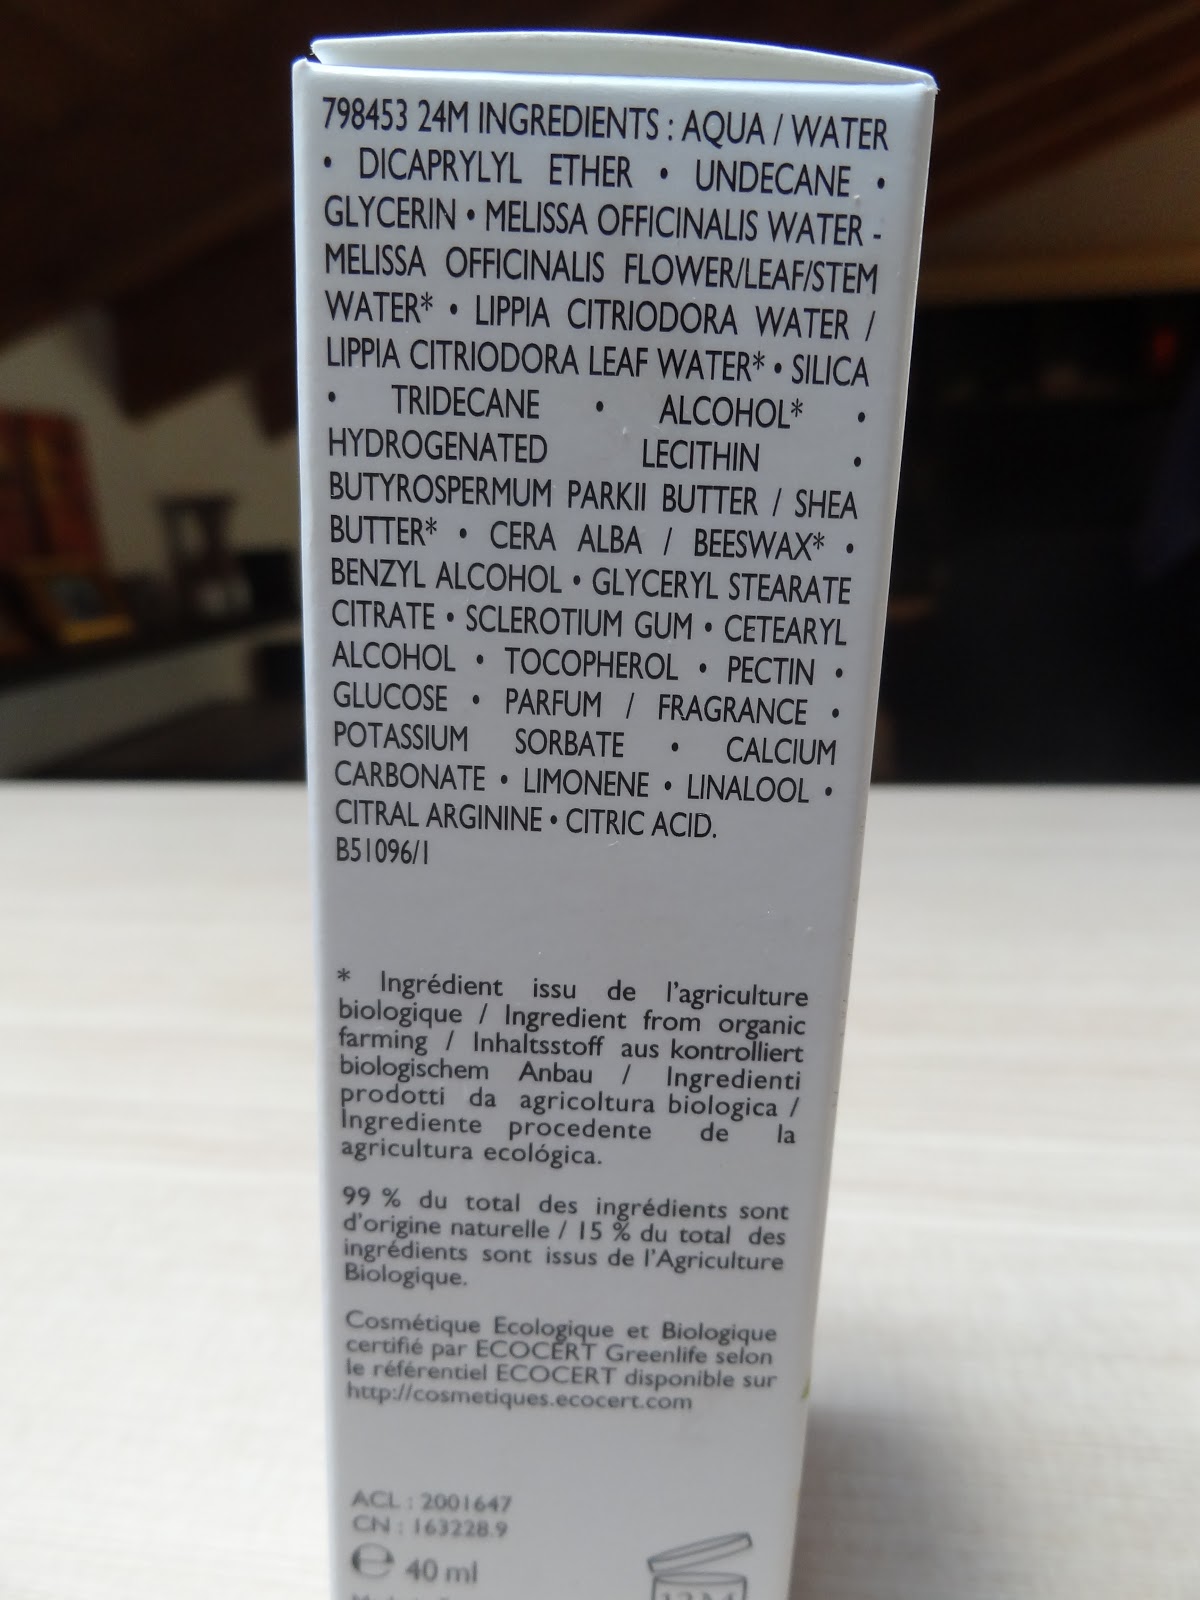 798453 24M INGREDIENTS : AQUA / WATER
• DICAPRYLYL ETHER • UNDECANE •
GLYCERIN • MELISSA OFFICINALIS WATER -
MELISSA OFFICINALIS FLOWER/LEAF/STEM
WATER* • LIPPIA CITRIODORA WATER /
LIPPIA CITRIODORA LEAF WATER* • SILICA
• TRIDECANE • ALCOHOL* •
HYDROGENATED LECITHIN •
BUTYROSPERMUM PARKII BUTTER / SHEA
BUTTER* • CERA ALBA / BEESWAX* •
BENZYL ALCOHOL • GLYCERYL STEARATE
CITRATE • SCLEROTIUM GUM • CETEARYL
ALCOHOL • TOCOPHEROL • PECTIN •
GLUCOSE • PARFUM / FRAGRANCE •
POTASSIUM SORBATE • CALCIUM
CARBONATE • LIMONENE • LINALOOL •
CITRAL ARGININE • CITRIC ACID.
B51096/1
* Ingrédient issu de l'agriculture
biologique / Ingredient from organic
farming / Inhaltsstoff aus kontrolliert
biologischem Anbau / Ingredienti
prodotti da agricoltura biologica /
Ingrediente procedente de la
agricultura ecológica.
99 % du total des ingrédients sont
d'origine naturelle / 15 % du total des
ingrédients sont issus de l'Agriculture
Biologique.
Cosmétique Ecologique et Biologique
certifié par ECOCERT Greenlife selon
le référentiel ECOCERT disponible sur
http://cosmetiques.ecocert.com
ACL : 2001647
CN : 163228.9
℮ 40 ml
12M